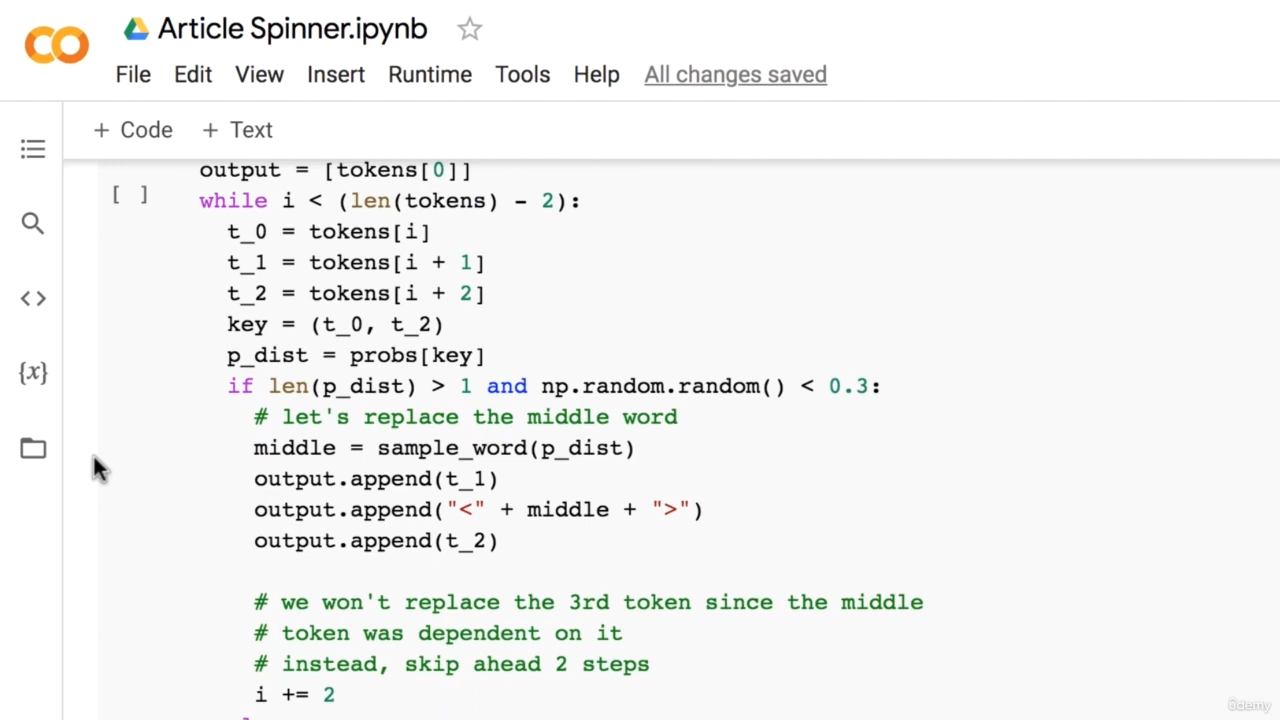 Article Spinner.ipynb
File Edit View Insert Runtime Tools Help All changes saved
+ Code + Text
output = [tokens[0]]
[ ] while i < (len(tokens) - 2):
t_0 = tokens[i]
t_1 = tokens[i + 1]
t_2 = tokens[i + 2]
key = (t_0, t_2)
p_dist = probs[key]
if len(p_dist) > 1 and np.random.random() < 0.3:
# let's replace the middle word
middle = sample_word(p_dist)
output.append(t_1)
output.append("<" + middle + ">")
output.append(t_2)
# we won't replace the 3rd token since the middle
# token was dependent on it
# instead, skip ahead 2 steps
i += 2
ûdemy